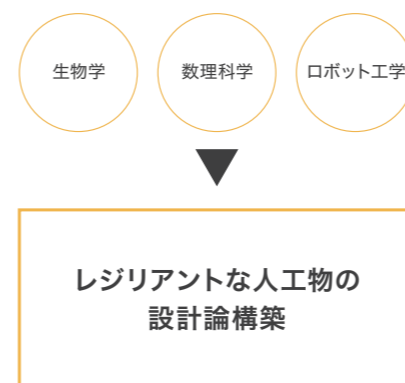 生物学
数理科学
ロボット工学
レジリアントな人工物の
設計論構築